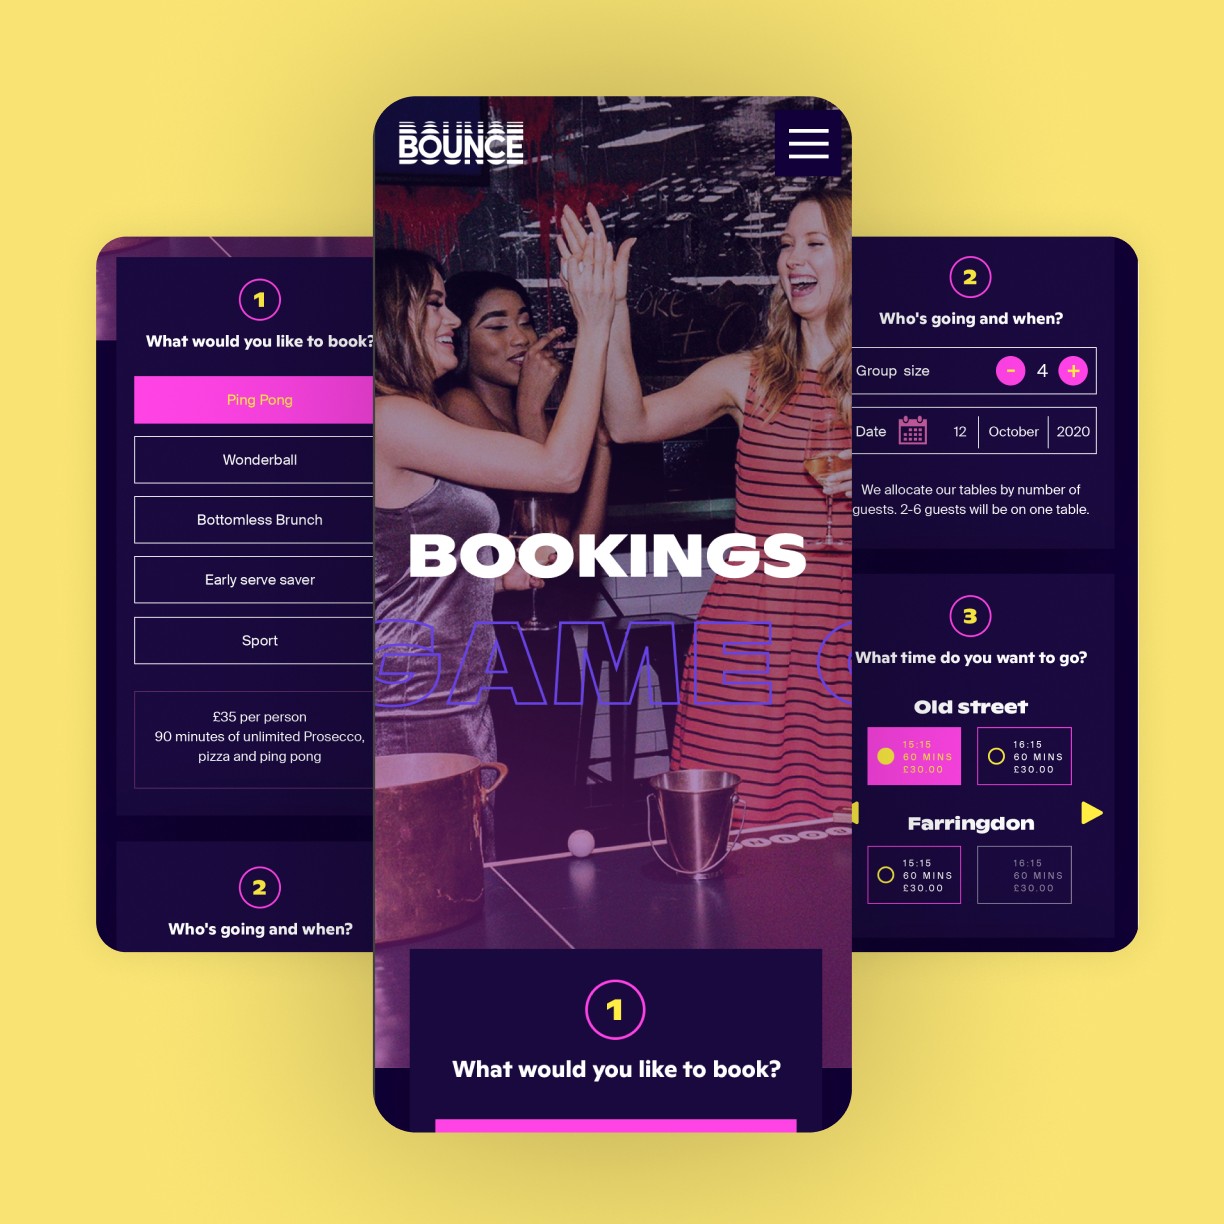 BOUNCE
BOOKINGS
GAME
1
What would you like to book?
1
What would you like to book?
Ping Pong
Wonderball
Bottomless Brunch
Early serve saver
Sport
£35 per person
90 minutes of unlimited Prosecco,
pizza and ping pong
2
Who's going and when?
2
Who's going and when?
Group size - 4 +
Date 12 October 2020
We allocate our tables by number of
guests. 2-6 guests will be on one table.
3
What time do you want to go?
Old street
15:15
60 MINS
£30.00
16:15
60 MINS
£30.00
Farringdon
15:15
60 MINS
£30.00
16:15
60 MINS
£30.00